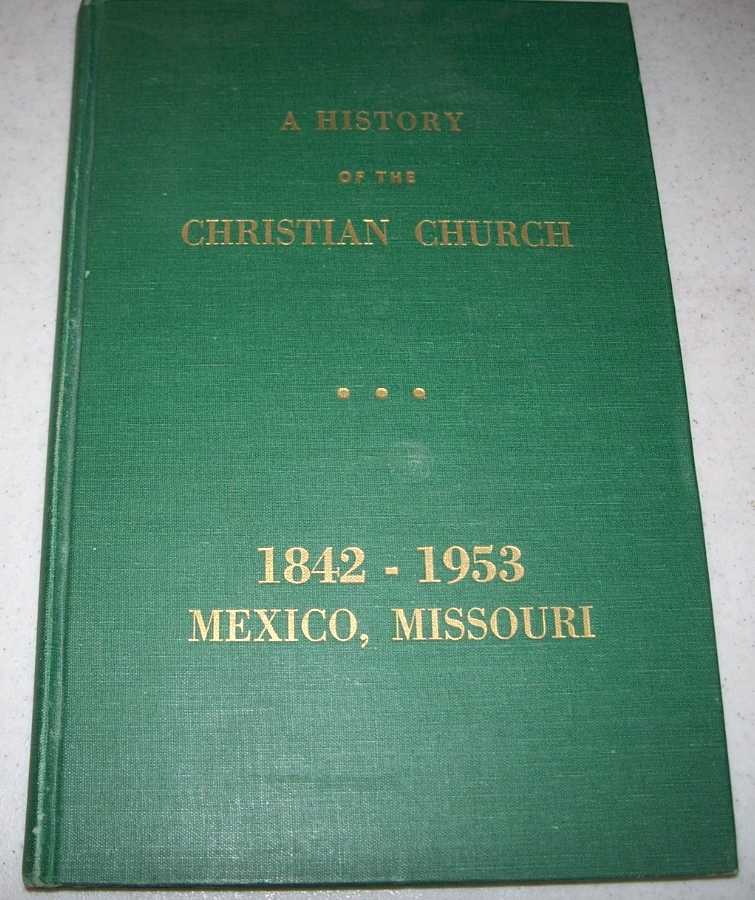 A HISTORY
OF THE
CHRISTIAN CHURCH
1842 - 1953
MEXICO, MISSOURI